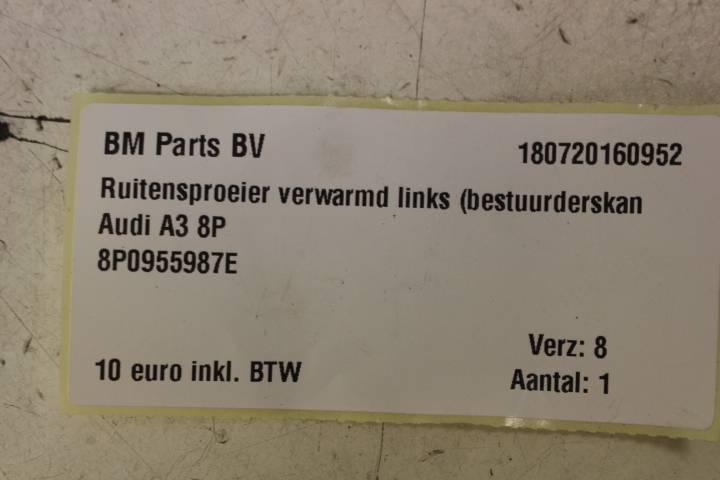 BM Parts BV 180720160952
Ruitensproeier verwarmd links (bestuurderskan
Audi A3 8P
8P0955987E
Verz: 8
10 euro inkl. BTW Aantal: 1